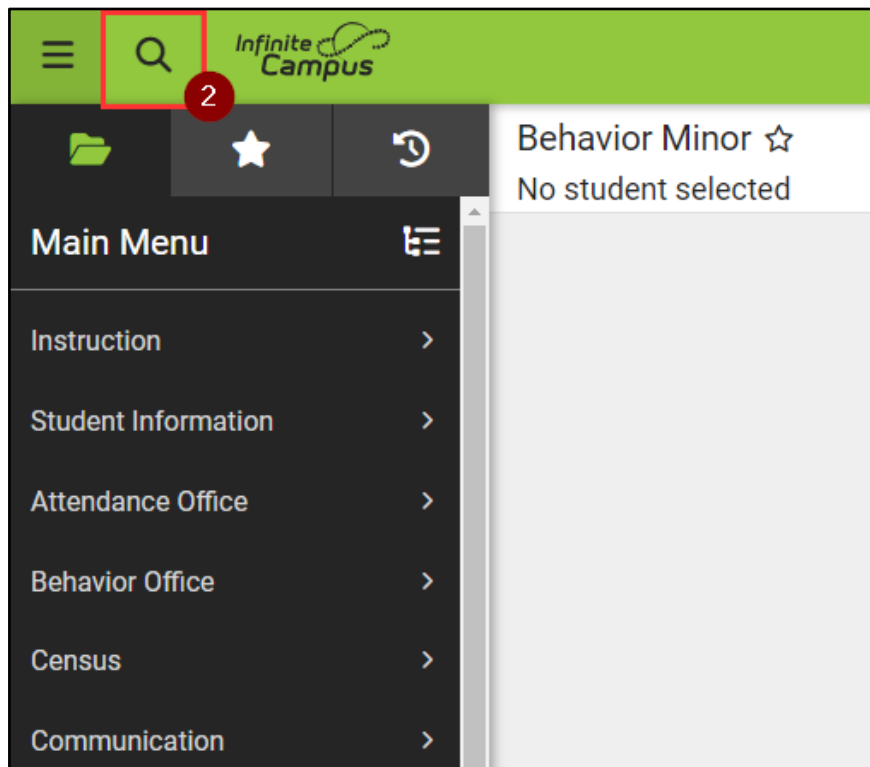 Infinite
Campus
2
Behavior Minor
No student selected
Main Menu
Instruction
Student Information
Attendance Office
Behavior Office
Census
Communication